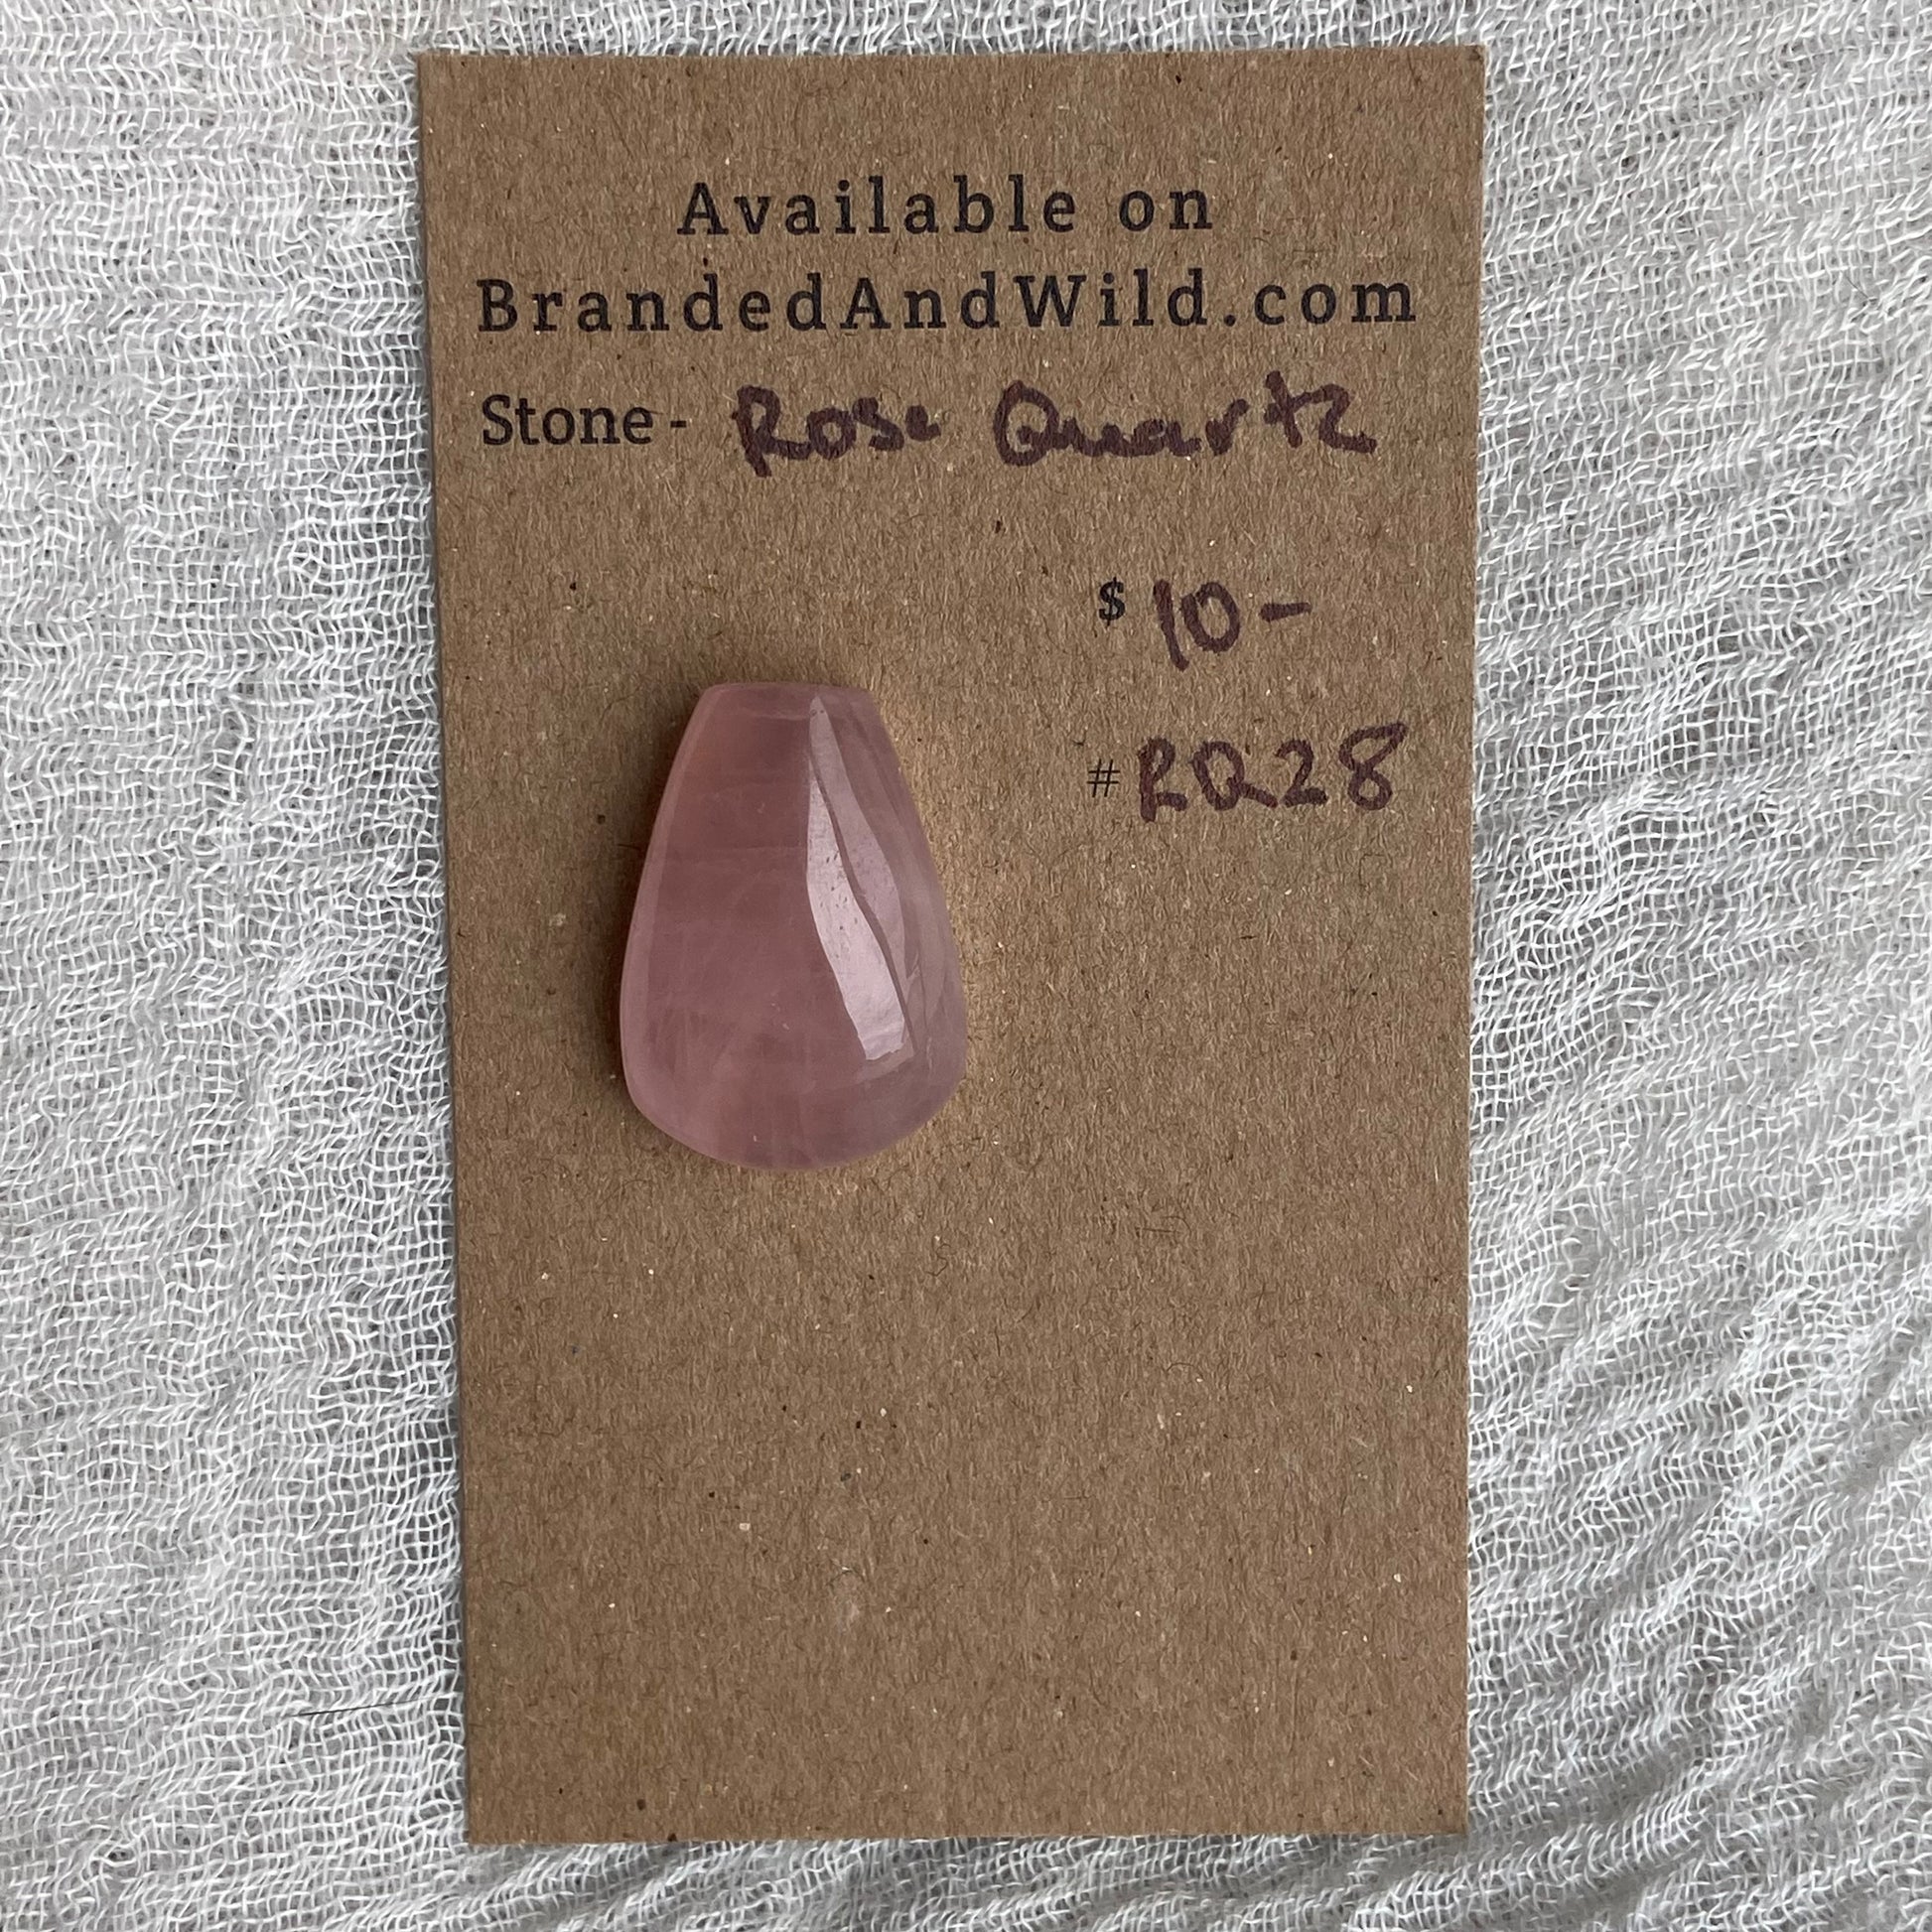 Available on
BrandedAndWild.com
Stone - Rose Quartz
$ 10 -
# RQ28